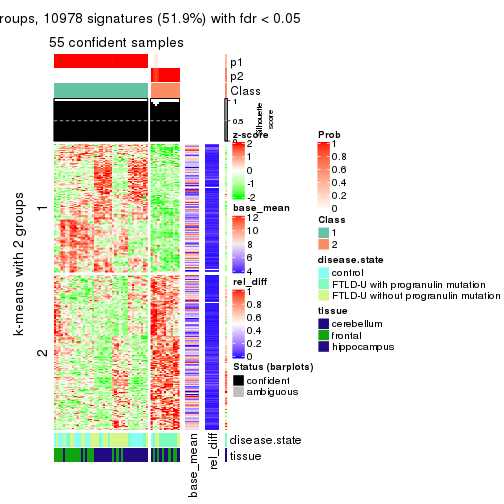 roups, 10978 signatures (51.9%) with fdr < 0.05
55 confident samples
p1
p2
Class
1
0.5
0
Silhouette
score
k-means with 2 groups
1
2
z-score
2
1
0
-1
-2
base_mean
12
10
8
6
4
rel_diff
1
0.8
0.6
0.4
0.2
0
Status (barplots)
confident
ambiguous
Prob
1
0.8
0.6
0.4
0.2
0
Class
1
2
disease.state
control
FTLD-U with progranulin mutation
FTLD-U without progranulin mutation
tissue
cerebellum
frontal
hippocampus
disease.state
tissue
base_mean
rel_diff